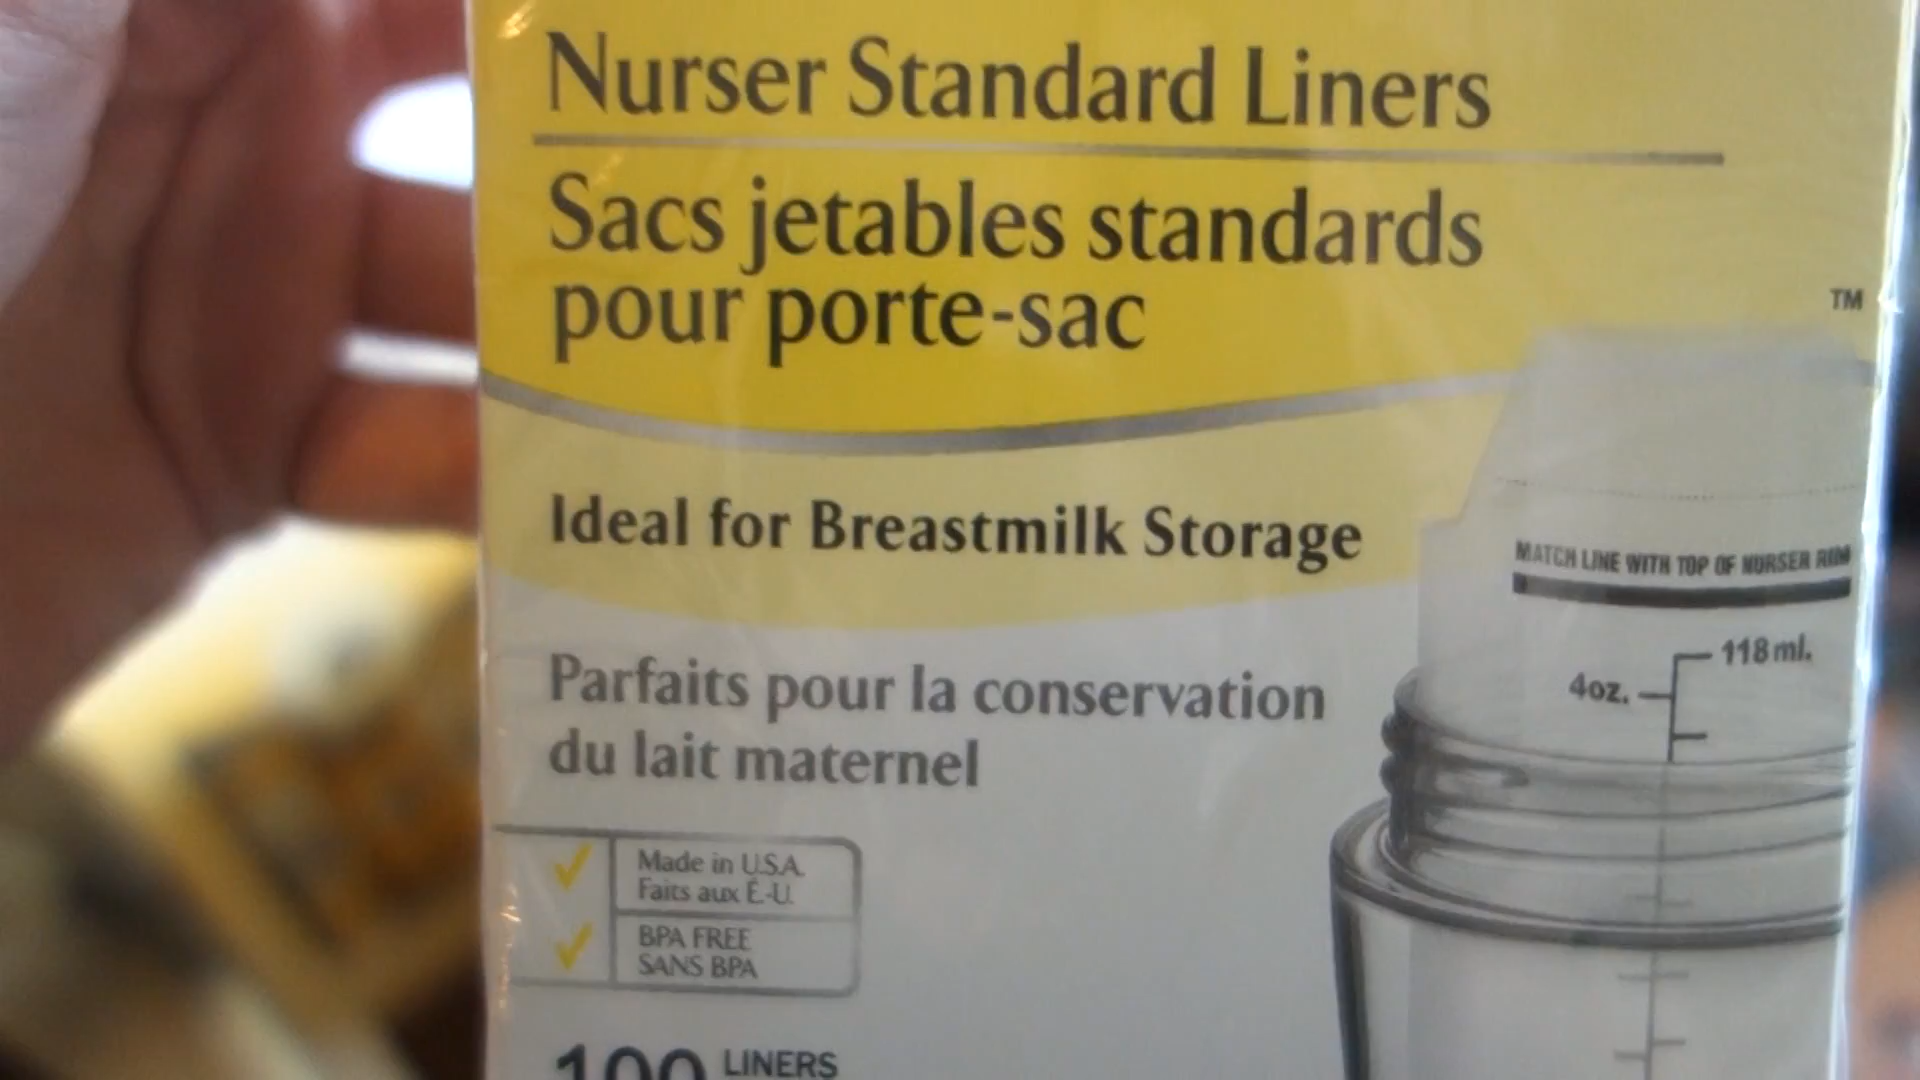 Nurser Standard Liners
Sacs jetables standards
pour porte-sac
TM
Ideal for Breastmilk Storage
MATCH LINE WITH TOP OF NURSER RIM
118 ml.
4oz.
Parfaits pour la conservation
du lait maternel
Made in U.S.A.
Faits aux É.-U.
BPA FREE
SANS BPA
100 LINERS